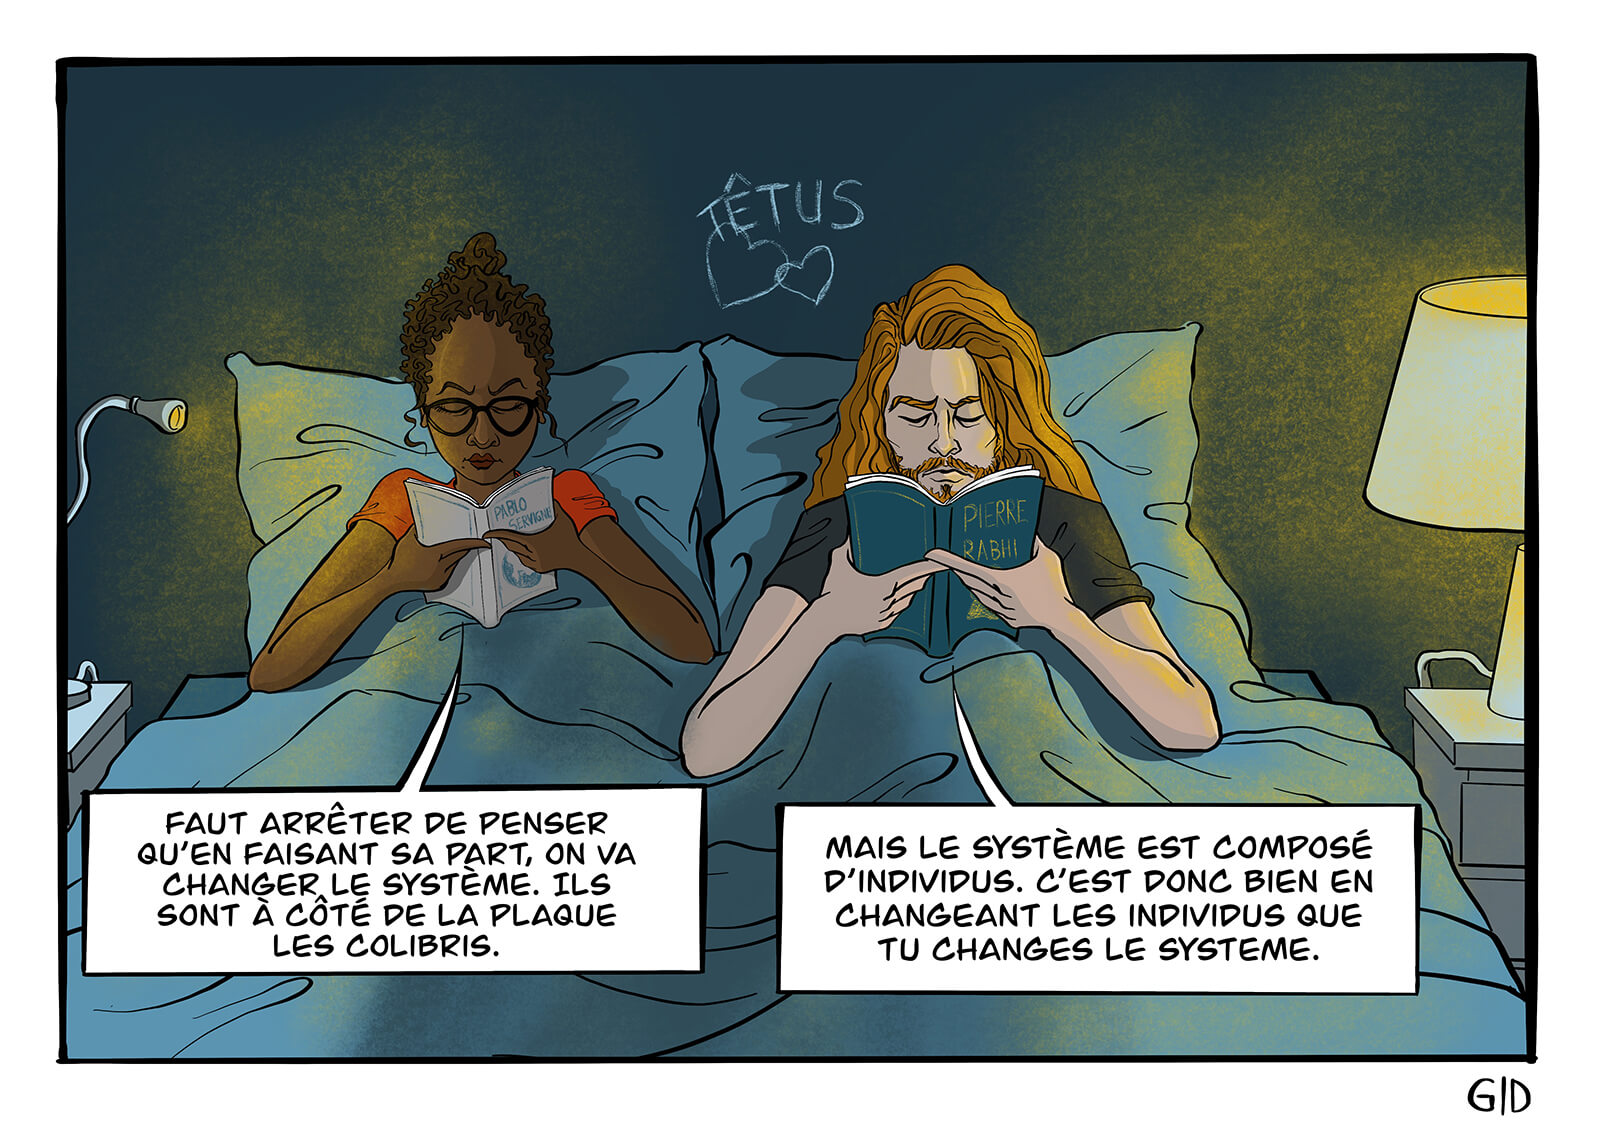 TÊTUS
PABLO
SERVIGNE
PIERRE
RABHI
FAUT ARRÊTER DE PENSER
QU'EN FAISANT SA PART, ON VA
CHANGER LE SYSTÈME. ILS
SONT À CÔTÉ DE LA PLAQUE
LES COLIBRIS.
MAIS LE SYSTÈME EST COMPOSÉ
D'INDIVIDUS. C'EST DONC BIEN EN
CHANGEANT LES INDIVIDUS QUE
TU CHANGES LE SYSTEME.
GID